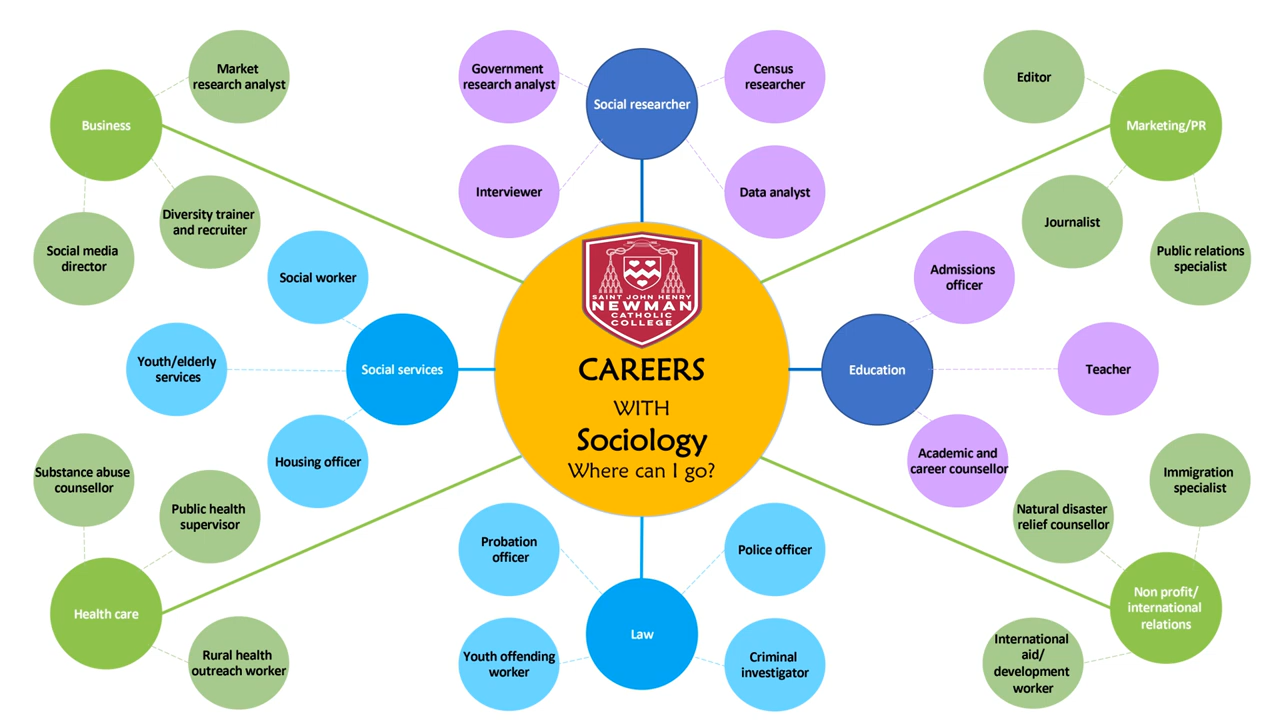 Market
research analyst
Business
Diversity trainer
and recruiter
Social media
director
Government
research analyst
Social researcher
Census
researcher
Interviewer
Data analyst
Editor
Marketing/PR
Journalist
Public relations
specialist
Social worker
Youth/elderly
services
Social services
Housing officer
SAINT JOHN HENRY
NEWMAN
CATHOLIC
COLLEGE
CAREERS
WITH
Sociology
Where can I go?
Admissions
officer
Education
Teacher
Academic and
career counsellor
Substance abuse
counsellor
Public health
supervisor
Health care
Rural health
outreach worker
Probation
officer
Police officer
Law
Youth offending
worker
Criminal
investigator
Immigration
specialist
Natural disaster
relief counsellor
Non profit/
international
relations
International
aid/
development
worker